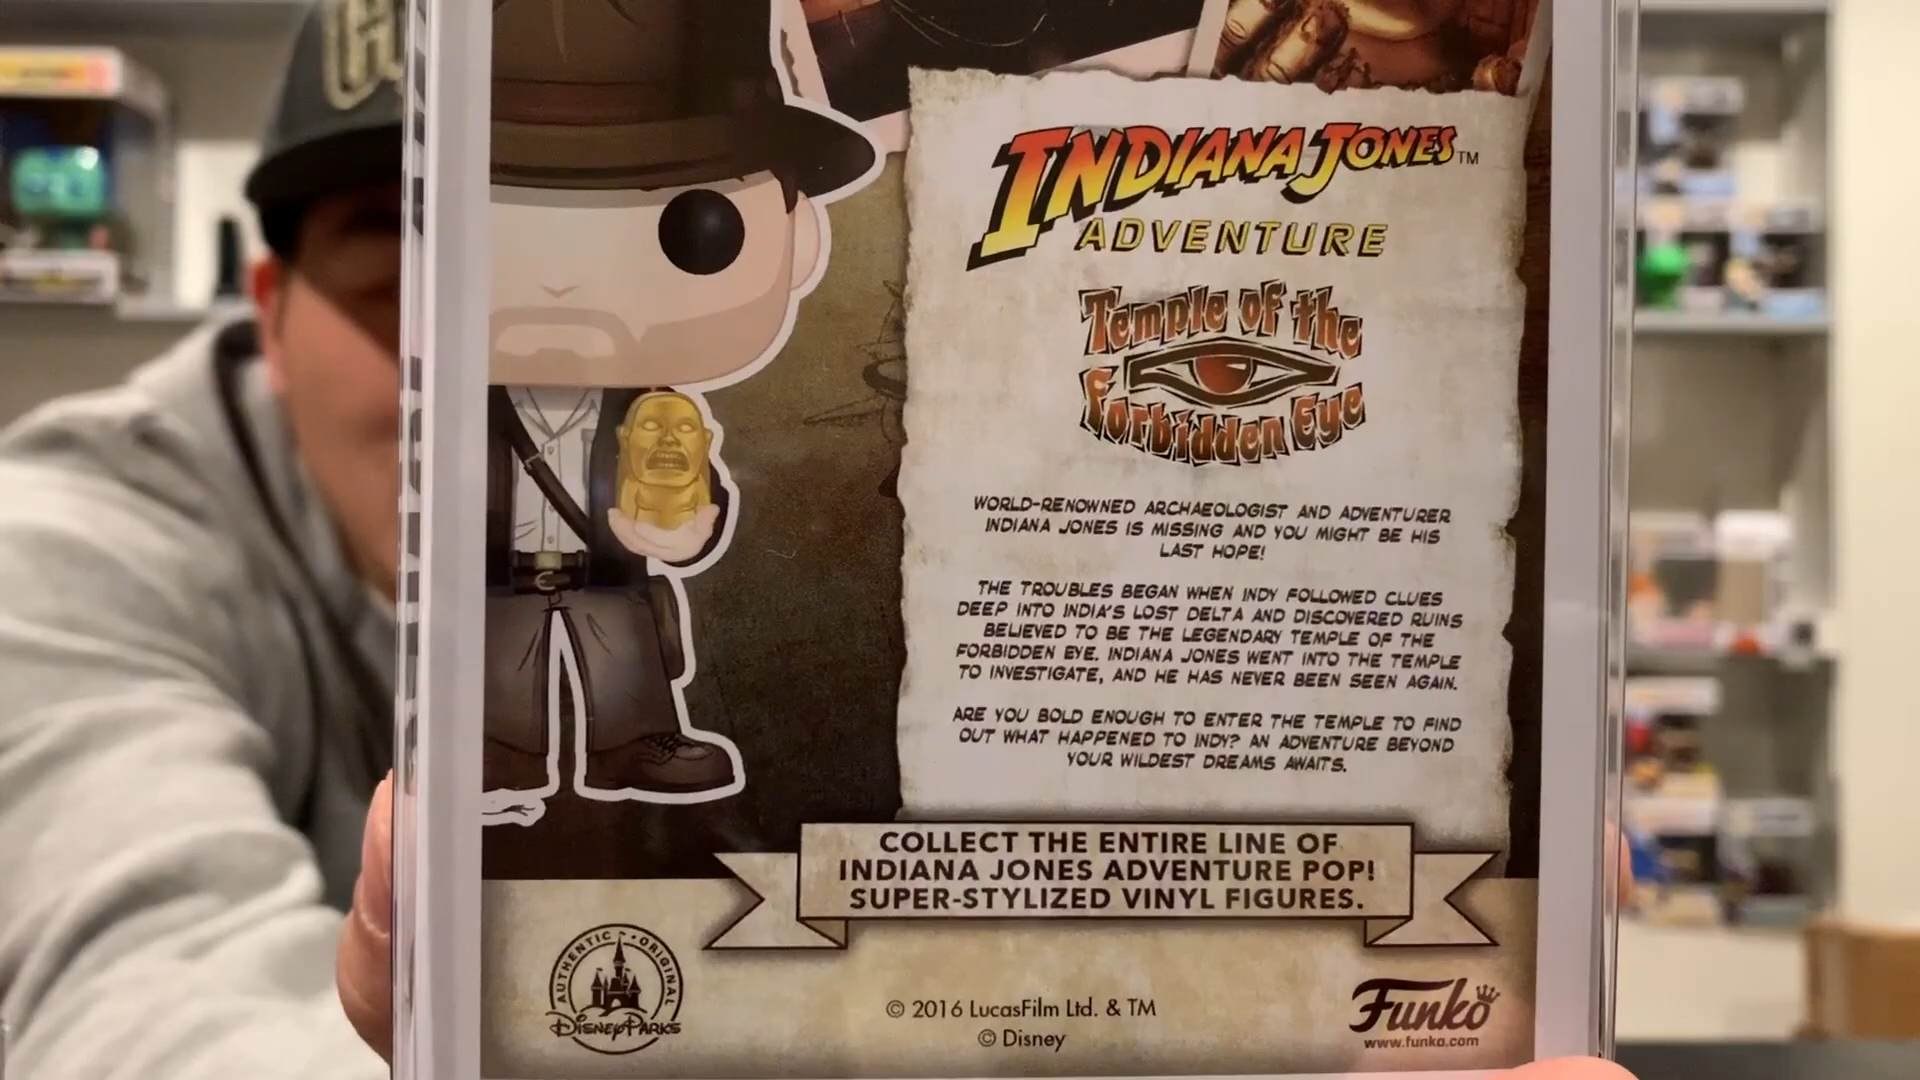 INDIANA JONES™
ADVENTURE
Temple of the
Forbidden Eye
WORLD-RENOWNED ARCHAEOLOGIST AND ADVENTURER
INDIANA JONES IS MISSING AND YOU MIGHT BE HIS
LAST HOPE!
THE TROUBLES BEGAN WHEN INDY FOLLOWED CLUES
DEEP INTO INDIA'S LOST DELTA AND DISCOVERED RUINS
BELIEVED TO BE THE LEGENDARY TEMPLE OF THE
FORBIDDEN EYE. INDIANA JONES WENT INTO THE TEMPLE
TO INVESTIGATE, AND HE HAS NEVER BEEN SEEN AGAIN.
ARE YOU BOLD ENOUGH TO ENTER THE TEMPLE TO FIND
OUT WHAT HAPPENED TO INDY? AN ADVENTURE BEYOND
YOUR WILDEST DREAMS AWAITS.
COLLECT THE ENTIRE LINE OF
INDIANA JONES ADVENTURE POP!
SUPER-STYLIZED VINYL FIGURES.
AUTHENTIC • ORIGINAL
DISNEY PARKS
© 2016 LucasFilm Ltd. & TM
© Disney
Funko
www.funko.com